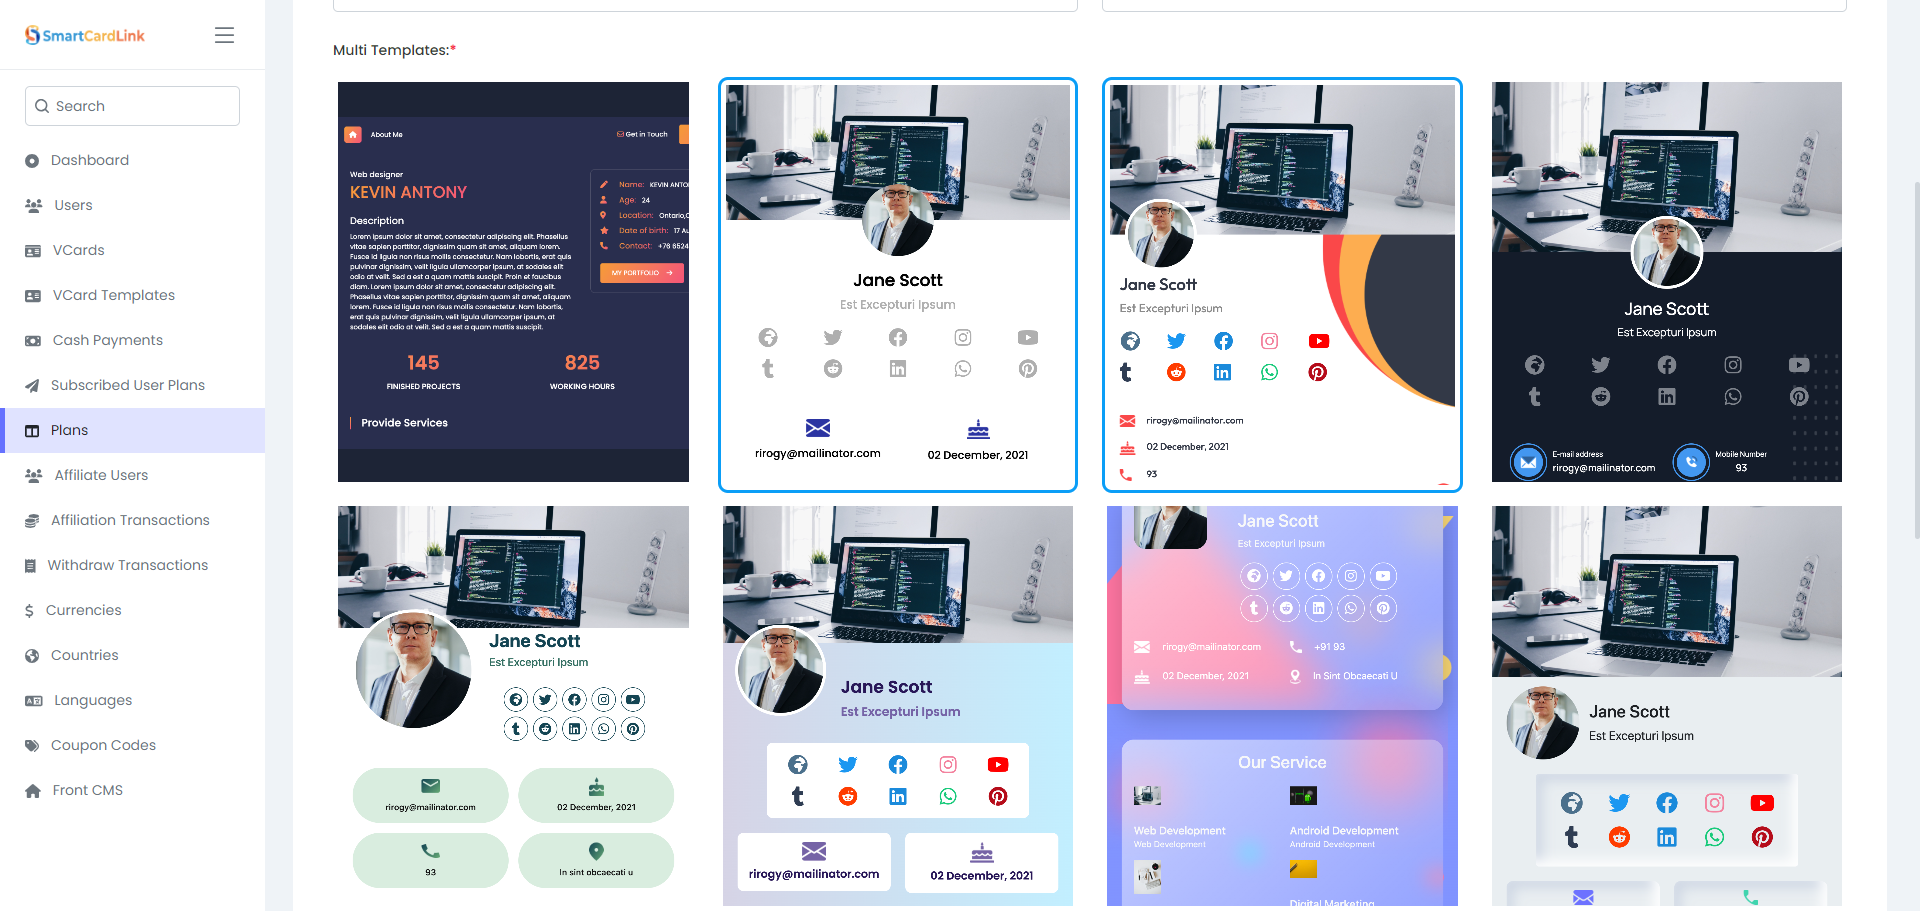 SmartCardLink
Search
Dashboard
Users
VCards
VCard Templates
Cash Payments
Subscribed User Plans
Plans
Affiliate Users
Affiliation Transactions
Withdraw Transactions
Currencies
Countries
Languages
Coupon Codes
Front CMS
Multi Templates:*
About Me
Get in Touch
Web designer
KEVIN ANTONY
Name: KEVIN ANTO
Age: 24
Location: Ontario,C
Date of birth: 17 Au
Contact: +76 6524
MY PORTFOLIO
Description
Lorem ipsum dolor sit amet, consectetur adipiscing elit. Phasellus
vitae sapien porttitor, dignissim quam sit amet, aliquam lorem.
Fusce id ligula non risus mollis consectetur. Nam lobortis, erat quis
pulvinar dignissim, velit ligula ullamcorper ipsum, at sodales elit
odio at velit. Sed a est a quam mattis suscipit. Proin et faucibus
diam. Lorem ipsum dolor sit amet, consectetur adipiscing elit.
Phasellus vitae sapien porttitor, dignissim quam sit amet, aliquam
lorem. Fusce id ligula non risus mollis consectetur. Nam lobortis,
erat quis pulvinar dignissim, velit ligula ullamcorper ipsum, at
sodales elit odio at velit. Sed a est a quam mattis suscipit.
145
FINISHED PROJECTS
825
WORKING HOURS
Provide Services
Jane Scott
Est Excepturi Ipsum
rirogy@mailinator.com
02 December, 2021
Jane Scott
Est Excepturi Ipsum
rirogy@mailinator.com
02 December, 2021
93
Jane Scott
Est Excepturi Ipsum
E-mail address
rirogy@mailinator.com
Mobile Number
93
Jane Scott
Est Excepturi Ipsum
rirogy@mailinator.com
02 December, 2021
93
In sint obcaecati u
Jane Scott
Est Excepturi Ipsum
rirogy@mailinator.com
02 December, 2021
Jane Scott
Est Excepturi Ipsum
rirogy@mailinator.com
+91 93
02 December, 2021
In Sint Obcaecati U
Our Service
Web Development
Web Development
Android Development
Android Development
Digital Marketing
Jane Scott
Est Excepturi Ipsum